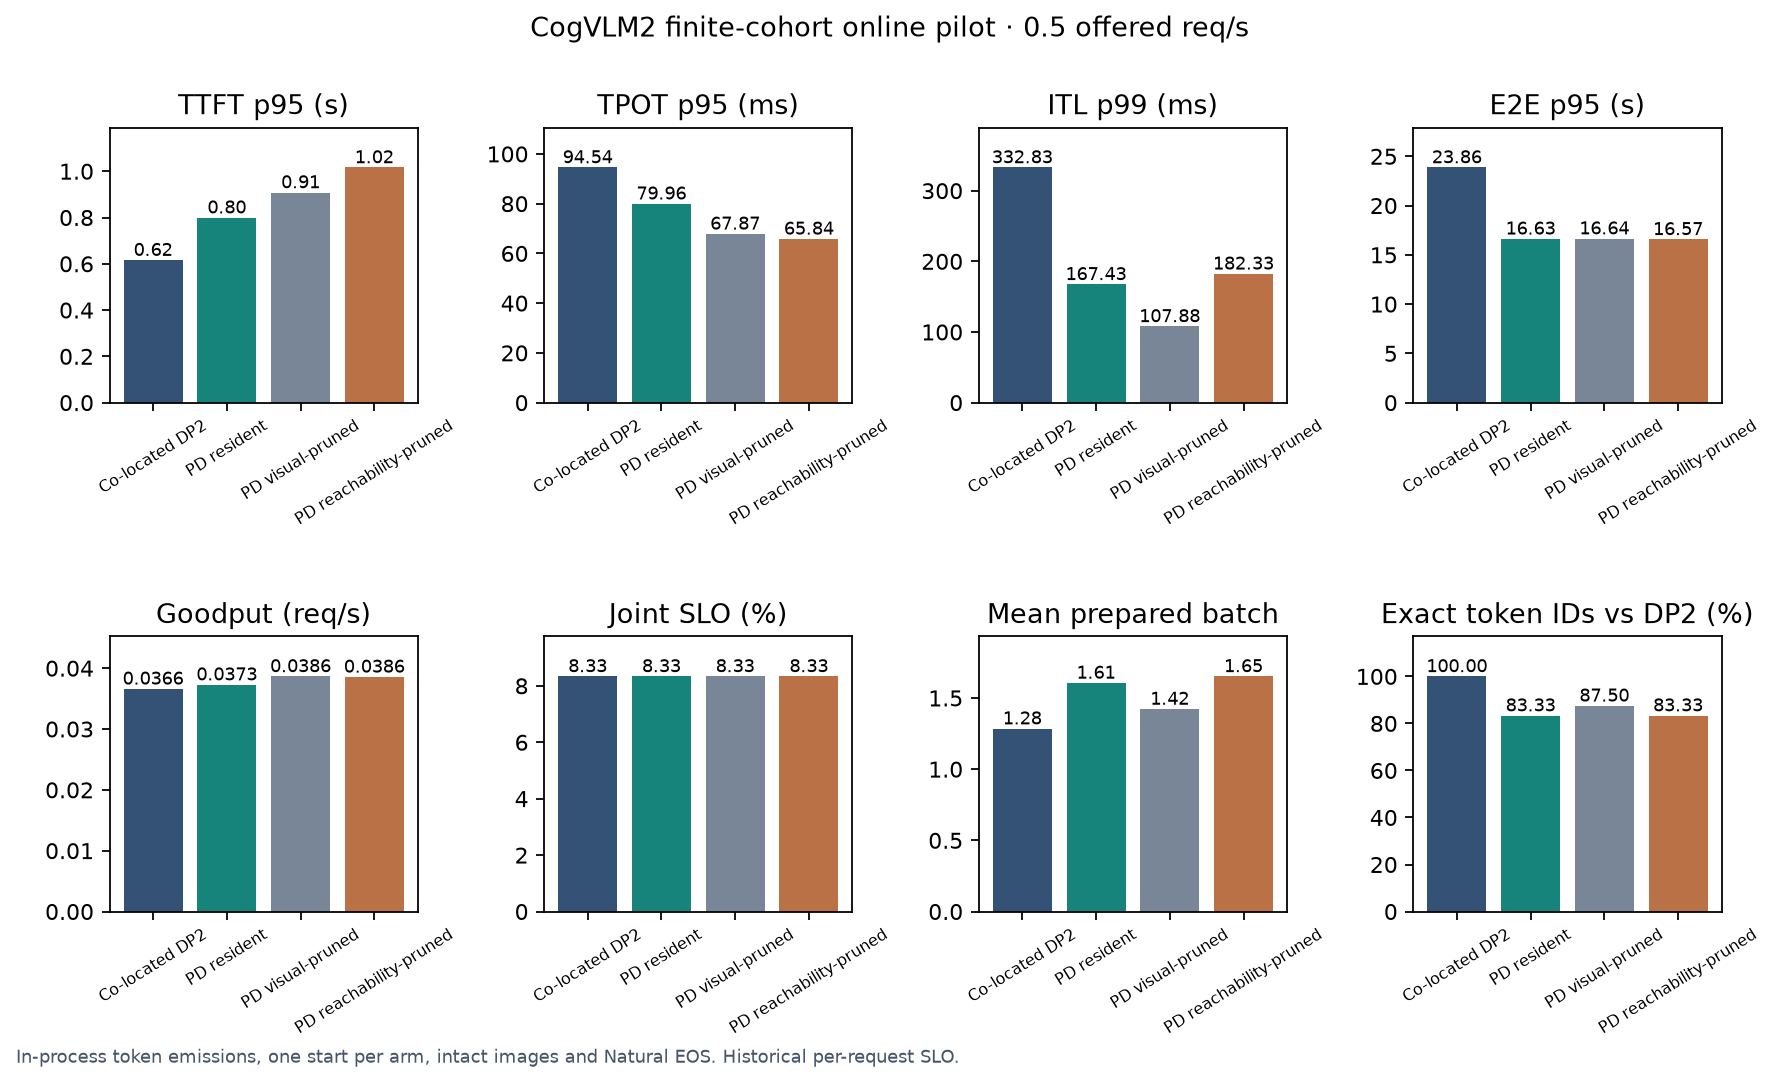 CogVLM2 finite-cohort online pilot · 0.5 offered req/s
TTFT p95 (s)
1.0
0.8
0.6
0.4
0.2
0.0
0.62
0.80
0.91
1.02
Co-located DP2
PD resident
PD visual-pruned
PD reachability-pruned
TPOT p95 (ms)
100
80
60
40
20
0
94.54
79.96
67.87
65.84
Co-located DP2
PD resident
PD visual-pruned
PD reachability-pruned
ITL p99 (ms)
300
200
100
0
332.83
167.43
107.88
182.33
Co-located DP2
PD resident
PD visual-pruned
PD reachability-pruned
E2E p95 (s)
25
20
15
10
5
0
23.86
16.63
16.64
16.57
Co-located DP2
PD resident
PD visual-pruned
PD reachability-pruned
Goodput (req/s)
0.04
0.03
0.02
0.01
0.00
0.0366
0.0373
0.0386
0.0386
Co-located DP2
PD resident
PD visual-pruned
PD reachability-pruned
Joint SLO (%)
8
6
4
2
0
8.33
8.33
8.33
8.33
Co-located DP2
PD resident
PD visual-pruned
PD reachability-pruned
Mean prepared batch
1.5
1.0
0.5
0.0
1.28
1.61
1.42
1.65
Co-located DP2
PD resident
PD visual-pruned
PD reachability-pruned
Exact token IDs vs DP2 (%)
100
80
60
40
20
0
100.00
83.33
87.50
83.33
Co-located DP2
PD resident
PD visual-pruned
PD reachability-pruned
In-process token emissions, one start per arm, intact images and Natural EOS. Historical per-request SLO.